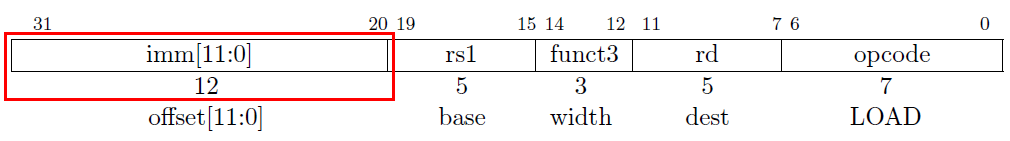 31 20 19 15 14 12 11 7 6 0
imm[11:0] rs1 funct3 rd opcode
12 5 3 5 7
offset[11:0] base width dest LOAD